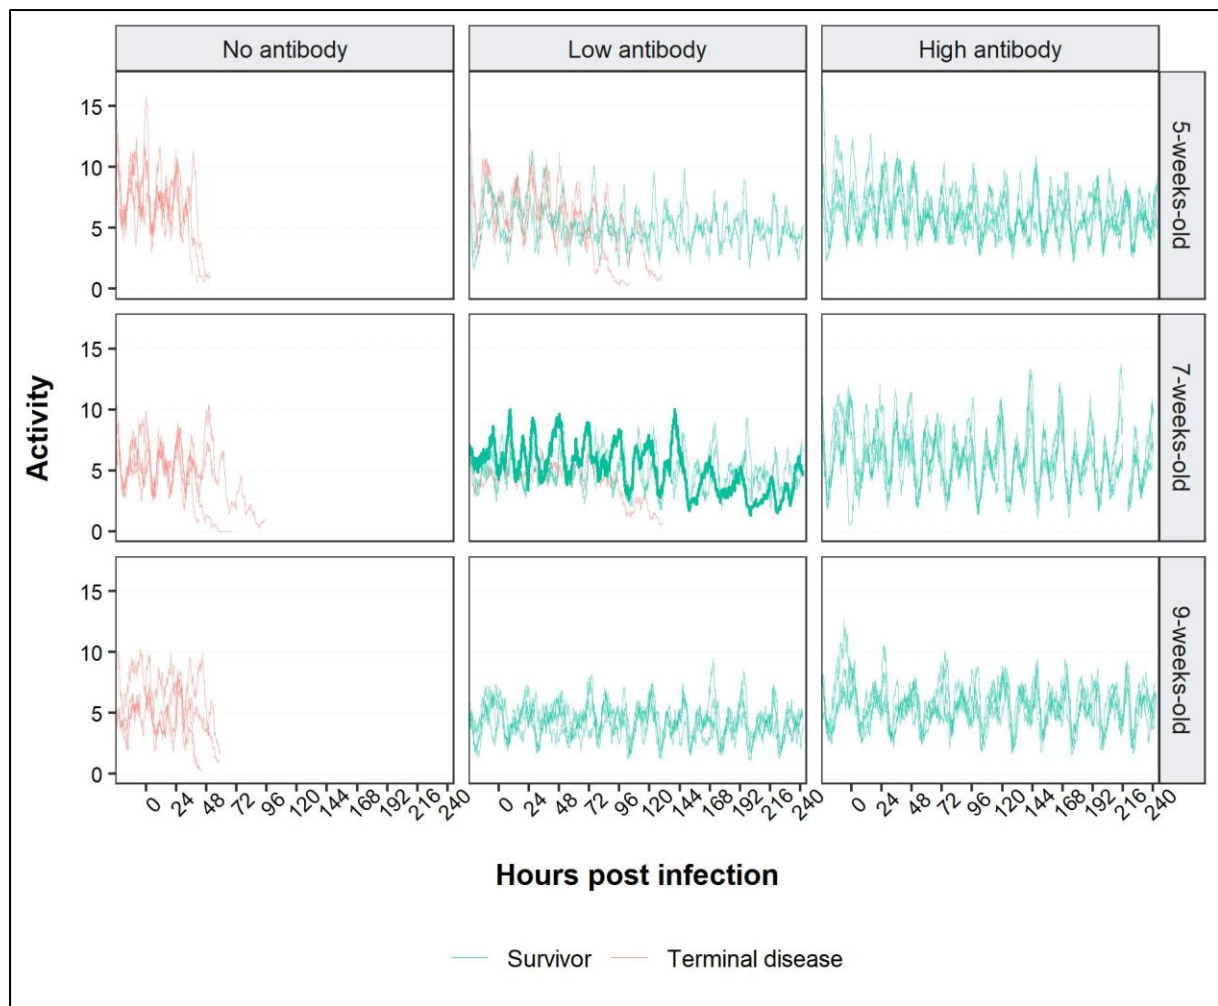 No antibody
Low antibody
High antibody
15
10
5
0
5-weeks-old
15
10
5
0
7-weeks-old
15
10
5
0
9-weeks-old
Activity
0 24 48 72 96 120 144 168 192 216 240
0 24 48 72 96 120 144 168 192 216 240
0 24 48 72 96 120 144 168 192 216 240
Hours post infection
Survivor
Terminal disease